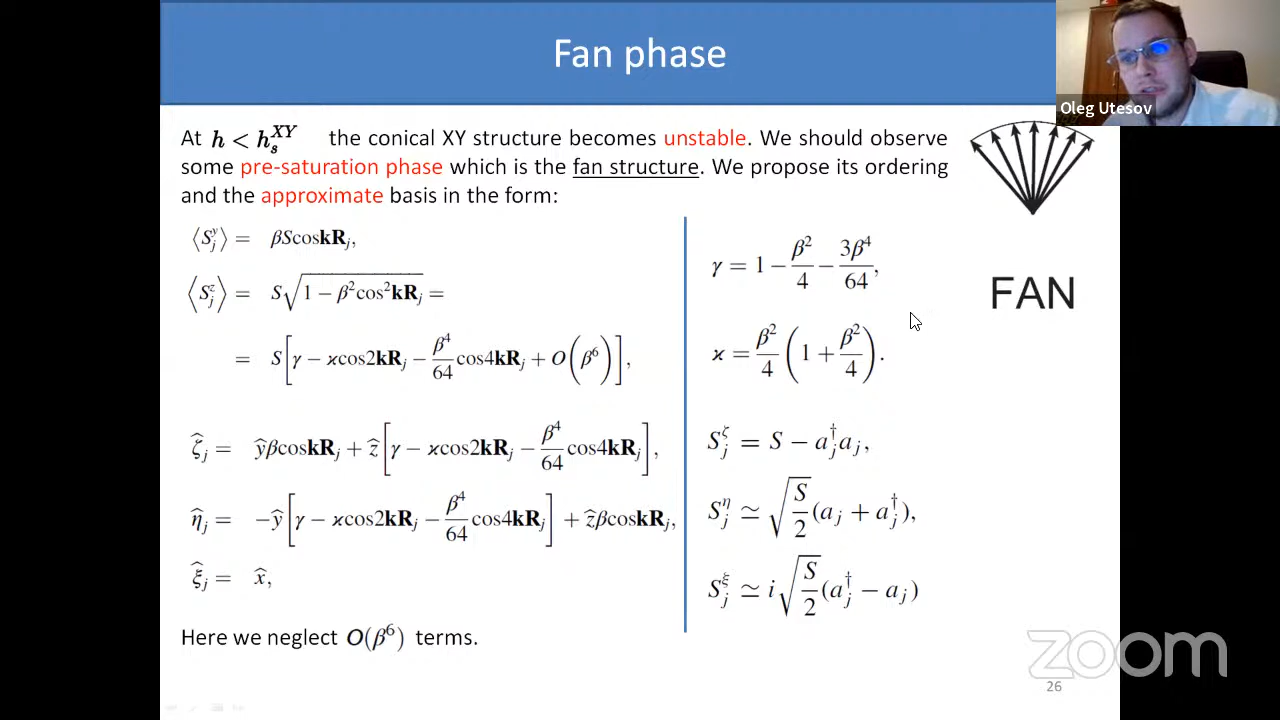 Fan phase
Oleg Utesov
At h < h_s^{XY} the conical XY structure becomes unstable. We should observe
some pre-saturation phase which is the fan structure. We propose its ordering
and the approximate basis in the form:
⟨S_j^y⟩ = βScos𝐤𝐑_j,
⟨S_j^z⟩ = S√(1 − β²cos²𝐤𝐑_j) =
= S[γ − ϰcos2𝐤𝐑_j − β⁴/64 cos4𝐤𝐑_j + O(β⁶)],
ζ̂_j = ŷβcos𝐤𝐑_j + ẑ[γ − ϰcos2𝐤𝐑_j − β⁴/64 cos4𝐤𝐑_j],
η̂_j = −ŷ[γ − ϰcos2𝐤𝐑_j − β⁴/64 cos4𝐤𝐑_j] + ẑβcos𝐤𝐑_j,
ξ̂_j = x̂,
Here we neglect O(β⁶) terms.
γ = 1 − β²/4 − 3β⁴/64,
ϰ = β²/4 (1 + β²/4).
S_j^ζ = S − a_j^†a_j,
S_j^η ≃ √(S/2)(a_j + a_j^†),
S_j^ξ ≃ i√(S/2)(a_j^† − a_j)
FAN
zoom
26